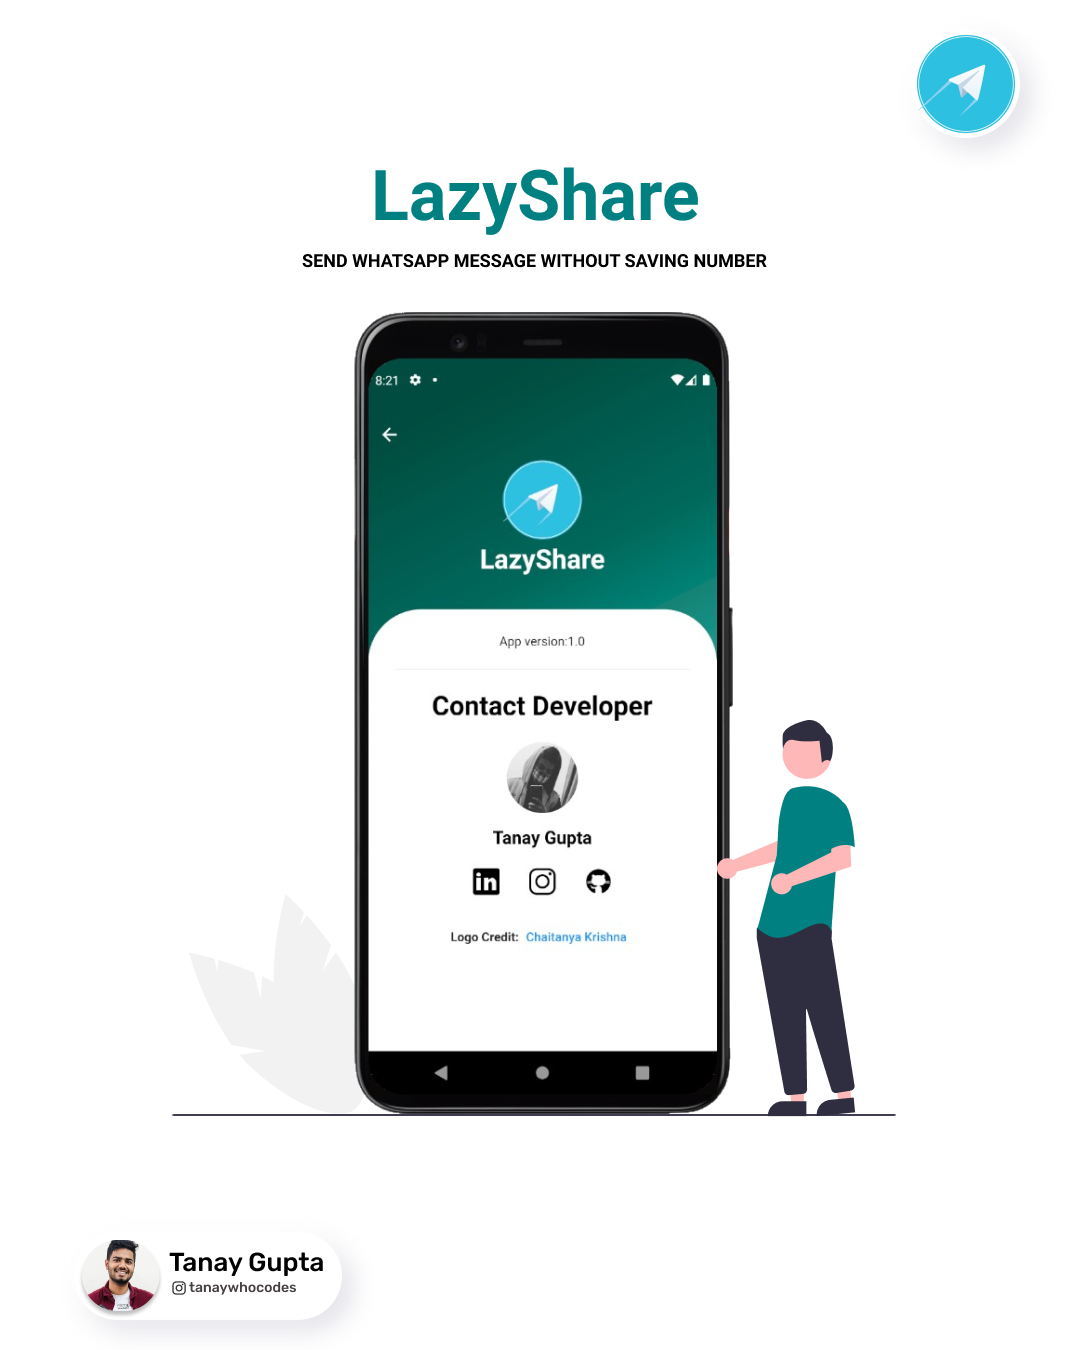 LazyShare
SEND WHATSAPP MESSAGE WITHOUT SAVING NUMBER
8:21
LazyShare
App version:1.0
Contact Developer
Tanay Gupta
in
Logo Credit: Chaitanya Krishna
Tanay Gupta
tanaywhocodes